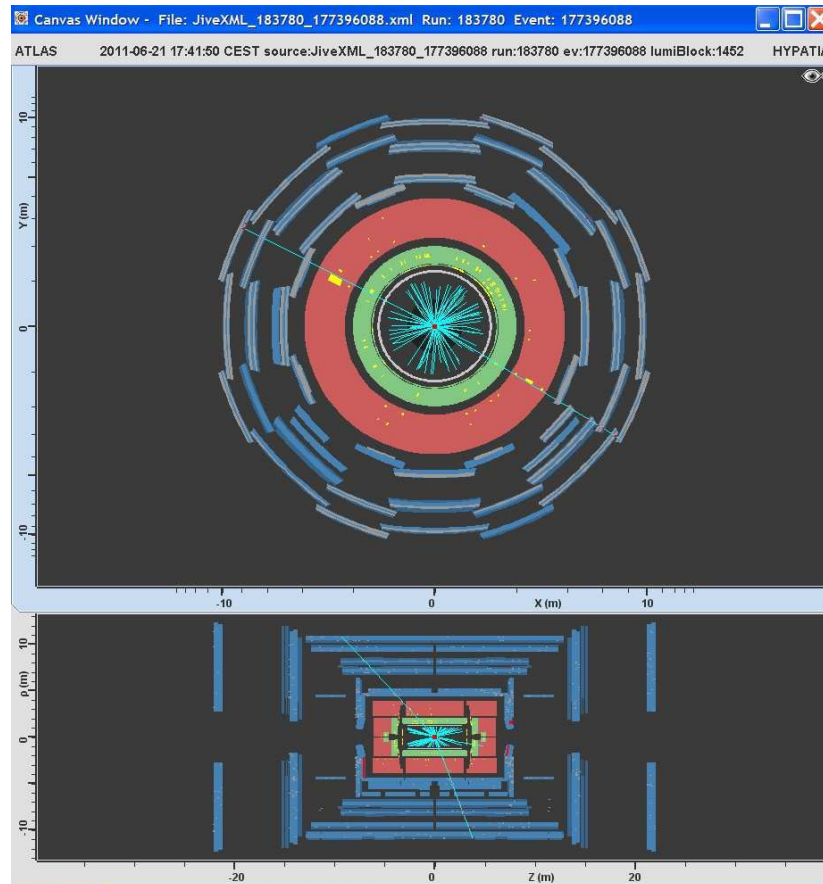 Canvas Window - File: JiveXML_183780_177396088.xml Run: 183780 Event: 177396088
ATLAS 2011-06-21 17:41:50 CEST source:JiveXML_183780_177396088 run:183780 ev:177396088 lumiBlock:1452 HYPATIA
10
Y (m)
0
-10
-10 0 X (m) 10
10
ρ (m)
0
-10
-20 0 Z (m) 20